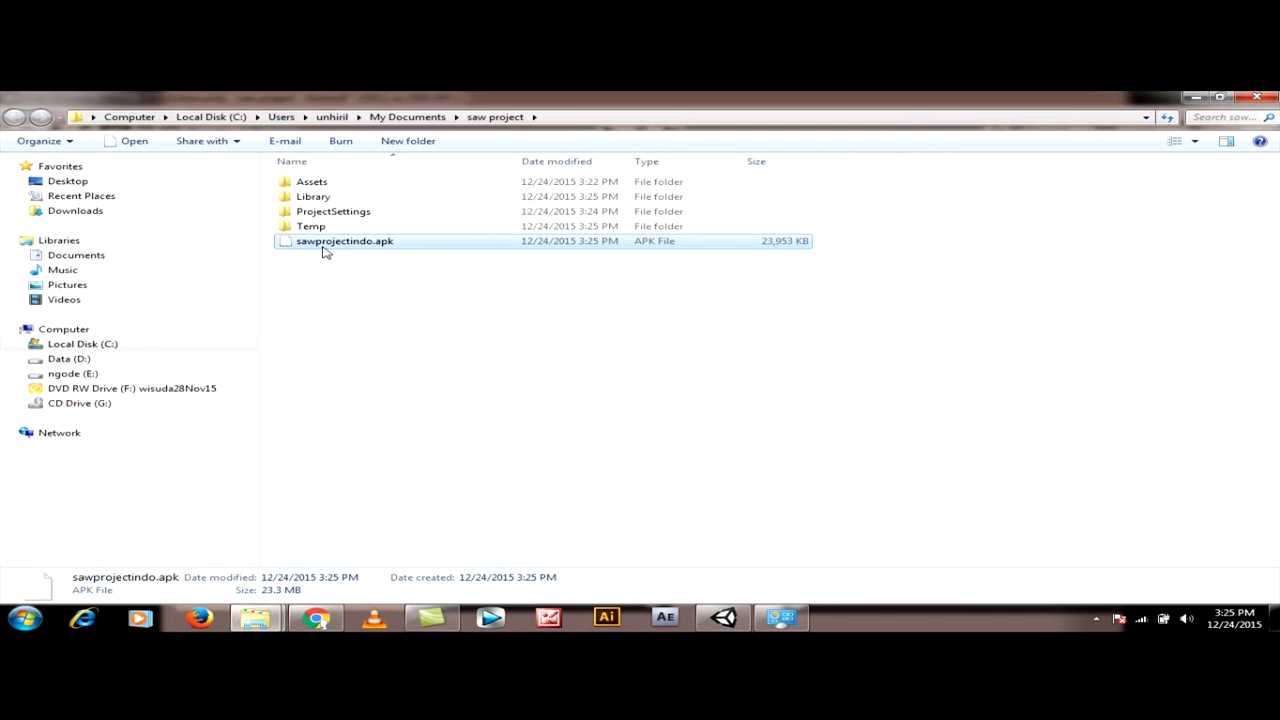 Computer Local Disk (C:) Users unhiril My Documents saw project Search saw...
Organize Open Share with E-mail Burn New folder
Name Date modified Type Size
Favorites
Desktop
Recent Places
Downloads
Libraries
Documents
Music
Pictures
Videos
Computer
Local Disk (C:)
Data (D:)
ngode (E:)
DVD RW Drive (F:) wisuda28Nov15
CD Drive (G:)
Network
Assets 12/24/2015 3:22 PM File folder
Library 12/24/2015 3:25 PM File folder
ProjectSettings 12/24/2015 3:24 PM File folder
Temp 12/24/2015 3:25 PM File folder
sawprojectindo.apk 12/24/2015 3:25 PM APK File 23,953 KB
sawprojectindo.apk Date modified: 12/24/2015 3:25 PM Date created: 12/24/2015 3:25 PM
APK File Size: 23.3 MB
Ai Ae
3:25 PM
12/24/2015